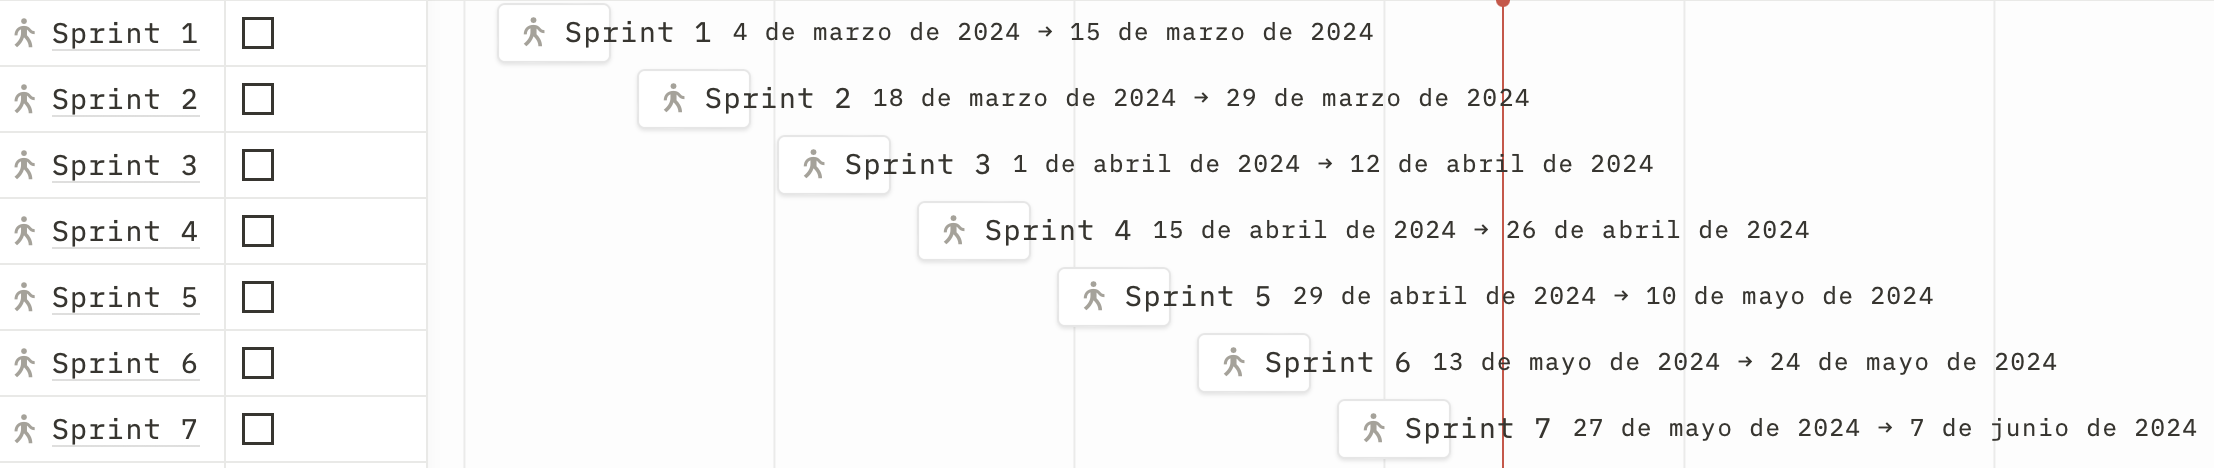 Sprint 1 Sprint 1 4 de marzo de 2024 → 15 de marzo de 2024
Sprint 2 Sprint 2 18 de marzo de 2024 → 29 de marzo de 2024
Sprint 3 Sprint 3 1 de abril de 2024 → 12 de abril de 2024
Sprint 4 Sprint 4 15 de abril de 2024 → 26 de abril de 2024
Sprint 5 Sprint 5 29 de abril de 2024 → 10 de mayo de 2024
Sprint 6 Sprint 6 13 de mayo de 2024 → 24 de mayo de 2024
Sprint 7 Sprint 7 27 de mayo de 2024 → 7 de junio de 2024